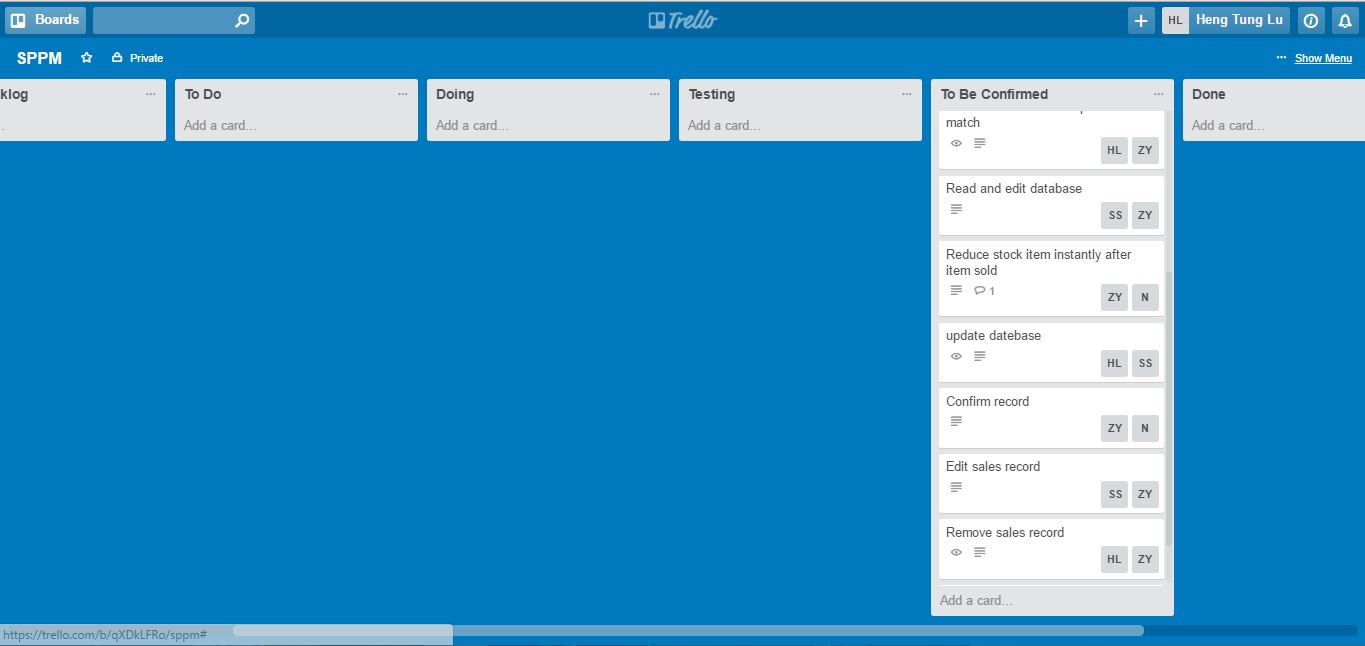 Boards
Trello
HL Heng Tung Lu
SPPM Private
... Show Menu
klog ...
To Do ...
Add a card...
Doing ...
Add a card...
Testing ...
Add a card...
To Be Confirmed ...
match
HL ZY
Read and edit database
SS ZY
Reduce stock item instantly after
item sold
1
ZY N
update datebase
HL SS
Confirm record
ZY N
Edit sales record
SS ZY
Remove sales record
HL ZY
Add a card...
Done
Add a card...
https://trello.com/b/qXDkLFRo/sppm#